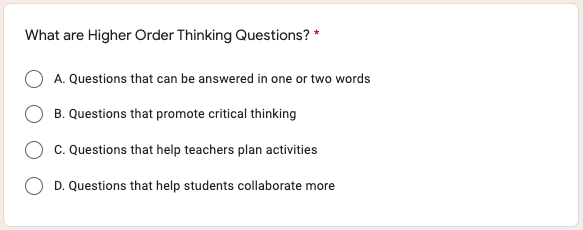 What are Higher Order Thinking Questions? *
A. Questions that can be answered in one or two words
B. Questions that promote critical thinking
C. Questions that help teachers plan activities
D. Questions that help students collaborate more